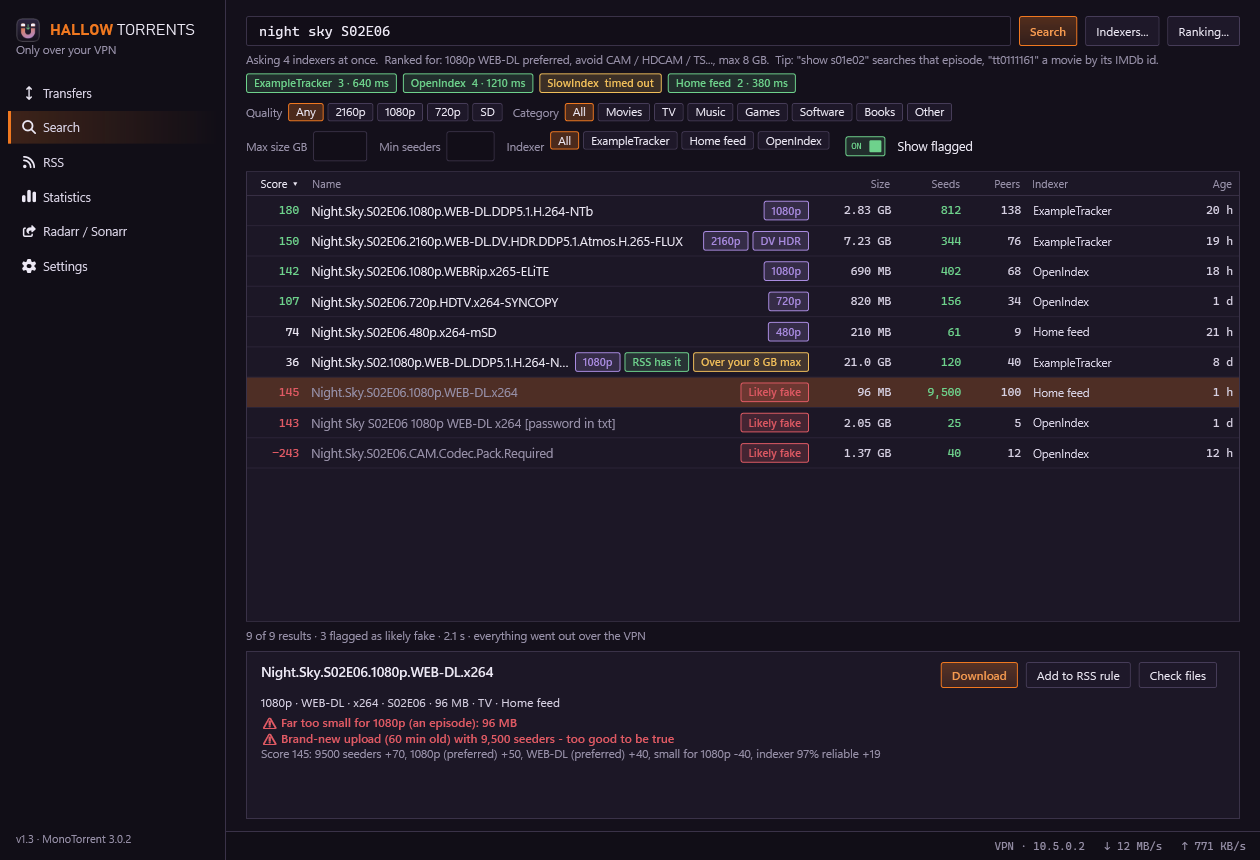 HALLOW TORRENTS
Only over your VPN
Transfers
Search
RSS
Statistics
Radarr / Sonarr
Settings
v1.3 · MonoTorrent 3.0.2
night sky S02E06
Search
Indexers...
Ranking...
Asking 4 indexers at once.  Ranked for: 1080p WEB-DL preferred, avoid CAM / HDCAM / TS..., max 8 GB.  Tip: "show s01e02" searches that episode, "tt0111161" a movie by its IMDb id.
ExampleTracker  3 · 640 ms  OpenIndex  4 · 1210 ms  SlowIndex  timed out  Home feed  2 · 380 ms
Quality  Any  2160p  1080p  720p  SD  Category  All  Movies  TV  Music  Games  Software  Books  Other
Max size GB  Min seeders  Indexer  All  ExampleTracker  Home feed  OpenIndex  ON  Show flagged
Score ▾  Name  Size  Seeds  Peers  Indexer  Age
180  Night.Sky.S02E06.1080p.WEB-DL.DDP5.1.H.264-NTb  1080p  2.83 GB  812  138  ExampleTracker  20 h
150  Night.Sky.S02E06.2160p.WEB-DL.DV.HDR.DDP5.1.Atmos.H.265-FLUX  2160p  DV HDR  7.23 GB  344  76  ExampleTracker  19 h
142  Night.Sky.S02E06.1080p.WEBRip.x265-ELiTE  1080p  690 MB  402  68  OpenIndex  18 h
107  Night.Sky.S02E06.720p.HDTV.x264-SYNCOPY  720p  820 MB  156  34  OpenIndex  1 d
74  Night.Sky.S02E06.480p.x264-mSD  480p  210 MB  61  9  Home feed  21 h
36  Night.Sky.S02.1080p.WEB-DL.DDP5.1.H.264-N...  1080p  RSS has it  Over your 8 GB max  21.0 GB  120  40  ExampleTracker  8 d
145  Night.Sky.S02E06.1080p.WEB-DL.x264  Likely fake  96 MB  9,500  100  Home feed  1 h
143  Night Sky S02E06 1080p WEB-DL x264 [password in txt]  Likely fake  2.05 GB  25  5  OpenIndex  1 d
−243  Night.Sky.S02E06.CAM.Codec.Pack.Required  Likely fake  1.37 GB  40  12  OpenIndex  12 h
9 of 9 results · 3 flagged as likely fake · 2.1 s · everything went out over the VPN
Night.Sky.S02E06.1080p.WEB-DL.x264
Download
Add to RSS rule
Check files
1080p · WEB-DL · x264 · S02E06 · 96 MB · TV · Home feed
Far too small for 1080p (an episode): 96 MB
Brand-new upload (60 min old) with 9,500 seeders - too good to be true
Score 145: 9500 seeders +70, 1080p (preferred) +50, WEB-DL (preferred) +40, small for 1080p -40, indexer 97% reliable +19
VPN · 10.5.0.2  ↓ 12 MB/s  ↑ 771 KB/s